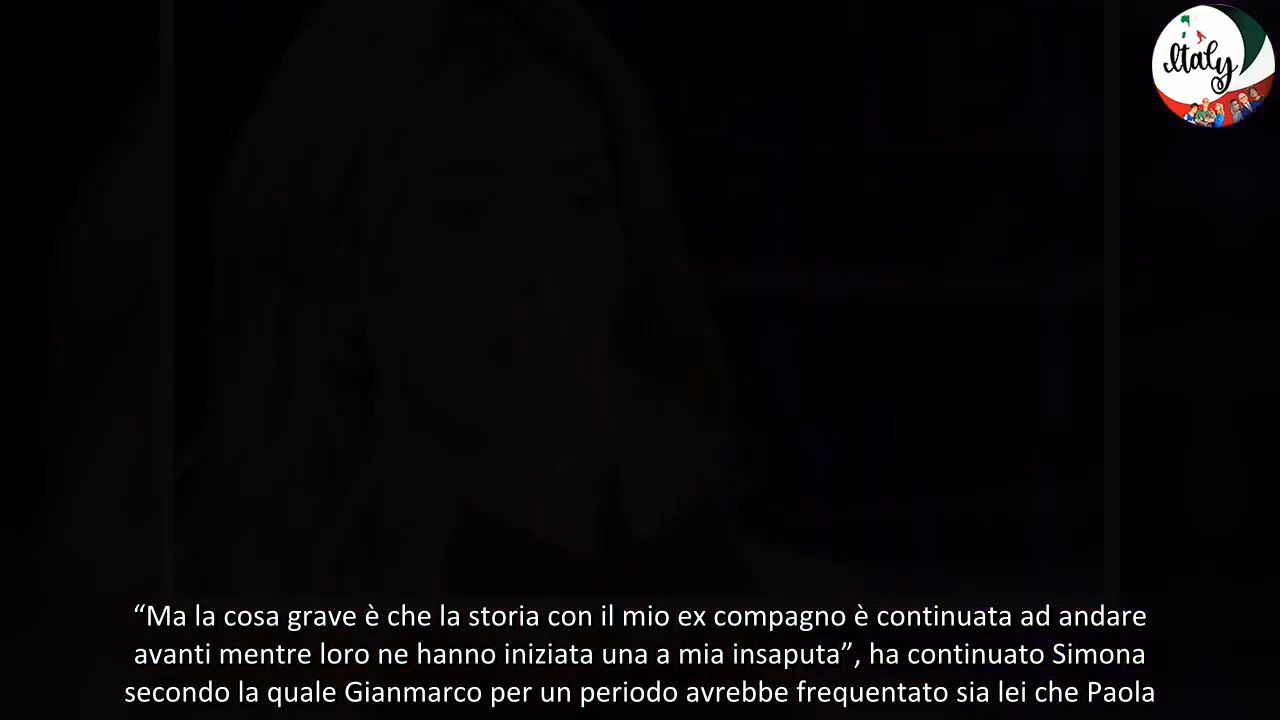 Italy
“Ma la cosa grave è che la storia con il mio ex compagno è continuata ad andare
avanti mentre loro ne hanno iniziata una a mia insaputa”, ha continuato Simona
secondo la quale Gianmarco per un periodo avrebbe frequentato sia lei che Paola